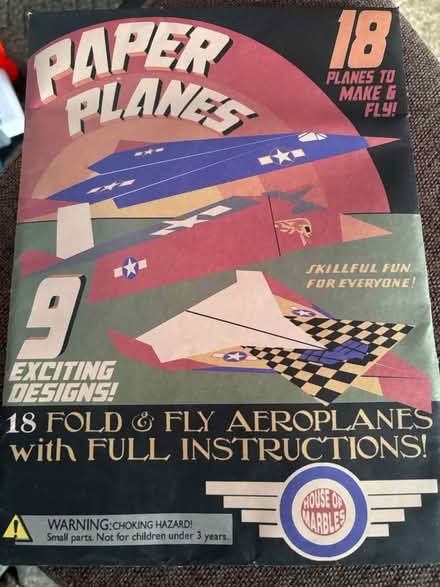 PAPER
PLANES
18
PLANES TO
MAKE &
FLY!
SKILLFUL FUN
FOR EVERYONE!
9
EXCITING
DESIGNS!
18 FOLD & FLY AEROPLANES
with FULL INSTRUCTIONS!
HOUSE OF
MARBLES
WARNING: CHOKING HAZARD!
Small parts. Not for children under 3 years.